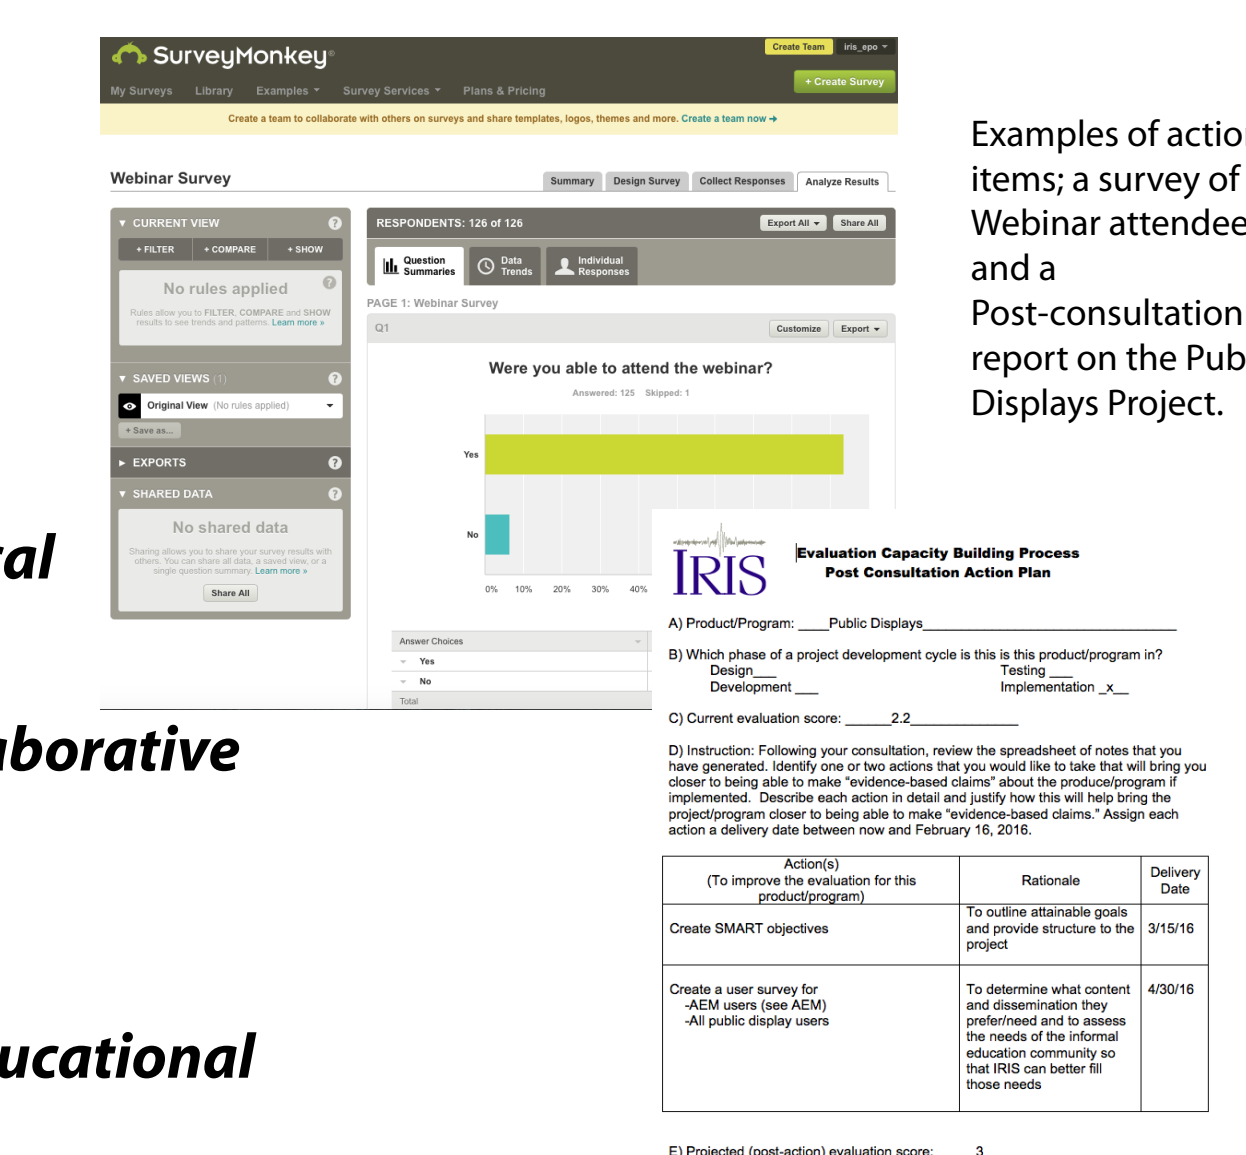 SurveyMonkey®
Create Team
iris_epo
+ Create Survey
My Surveys Library Examples Survey Services Plans & Pricing
Create a team to collaborate with others on surveys and share templates, logos, themes and more. Create a team now →
Webinar Survey
Summary Design Survey Collect Responses Analyze Results
CURRENT VIEW ?
+ FILTER + COMPARE + SHOW
No rules applied ?
Rules allow you to FILTER, COMPARE and SHOW
results to see trends and patterns. Learn more »
SAVED VIEWS (1) ?
Original View (No rules applied)
+ Save as...
EXPORTS ?
SHARED DATA ?
No shared data
Sharing allows you to share your survey results with
others. You can share all data, a saved view, or a
single question summary. Learn more »
Share All
RESPONDENTS: 126 of 126
Export All Share All
Question
Summaries
Data
Trends
Individual
Responses
PAGE 1: Webinar Survey
Q1
Customize Export
Were you able to attend the webinar?
Answered: 125 Skipped: 1
Yes
No
0% 10% 20% 30% 40%
Answer Choices
Yes
No
Total
Examples of action
items; a survey of
Webinar attendee
and a
Post-consultation
report on the Pub
Displays Project.
cal
aborative
ucational
IRIS
Evaluation Capacity Building Process
Post Consultation Action Plan
A) Product/Program: ____Public Displays_________________________________
B) Which phase of a project development cycle is this is this product/program in?
Design___ Testing ___
Development ___ Implementation _x__
C) Current evaluation score: ______2.2______________
D) Instruction: Following your consultation, review the spreadsheet of notes that you
have generated. Identify one or two actions that you would like to take that will bring you
closer to being able to make “evidence-based claims” about the produce/program if
implemented. Describe each action in detail and justify how this will help bring the
project/program closer to being able to make “evidence-based claims.” Assign each
action a delivery date between now and February 16, 2016.
Action(s)
(To improve the evaluation for this
product/program)
Rationale
Delivery
Date
Create SMART objectives
To outline attainable goals
and provide structure to the
project
3/15/16
Create a user survey for
-AEM users (see AEM)
-All public display users
To determine what content
and dissemination they
prefer/need and to assess
the needs of the informal
education community so
that IRIS can better fill
those needs
4/30/16
E) Projected (post-action) evaluation score: 3